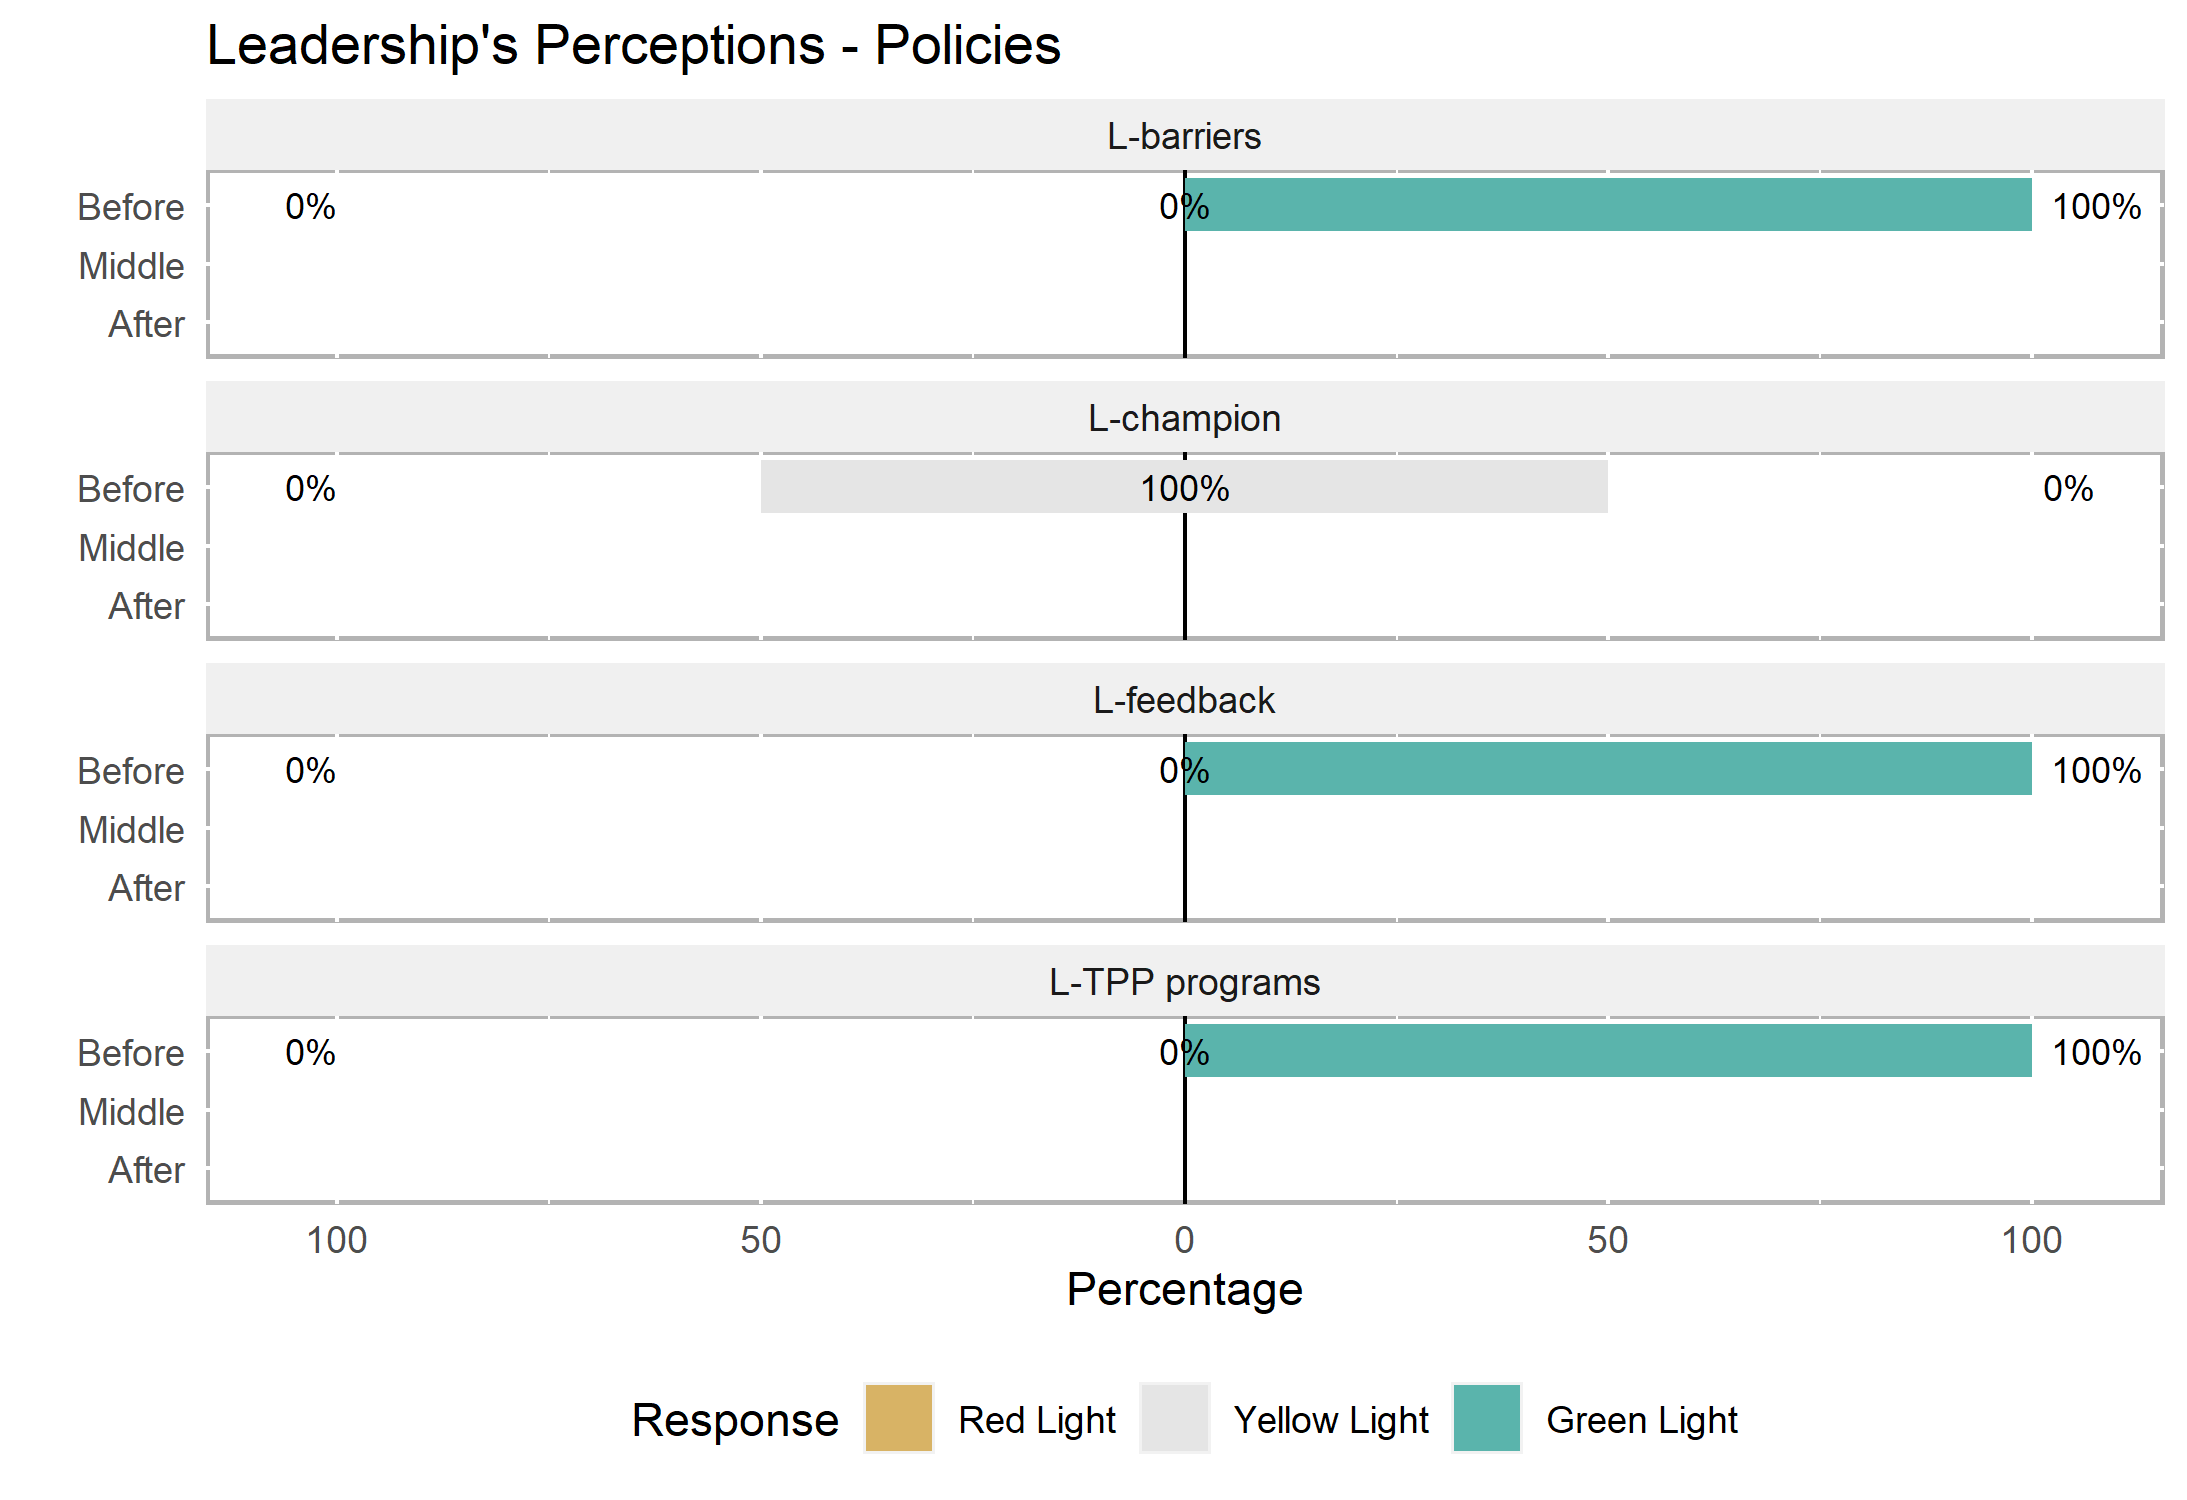 Leadership's Perceptions - Policies
L-barriers
Before 0% 0% 100%
Middle
After
L-champion
Before 0% 100% 0%
Middle
After
L-feedback
Before 0% 0% 100%
Middle
After
L-TPP programs
Before 0% 0% 100%
Middle
After
100 50 0 50 100
Percentage
Response Red Light Yellow Light Green Light